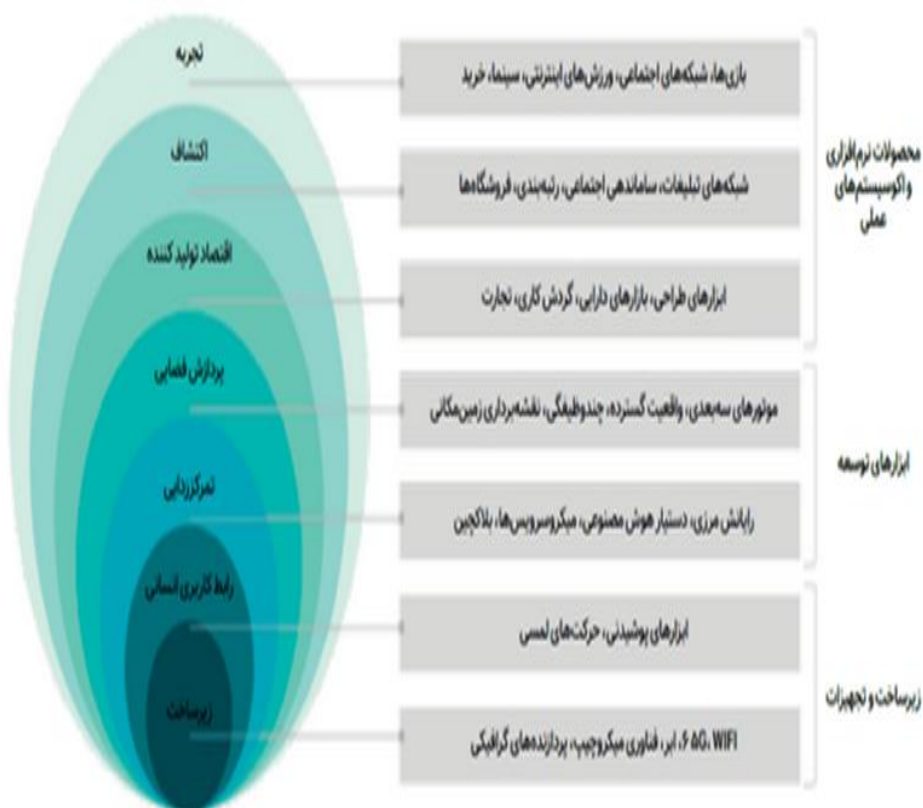 تجربه
بازی‌ها، شبکه‌های اجتماعی، ورزش‌های اینترنتی، سینما، خرید
اکتشاف
شبکه‌های تبلیغات، ساماندهی اجتماعی، رتبه‌بندی، فروشگاه‌ها
اقتصاد تولید کننده
ابزارهای طراحی، بازارهای دارایی، گردش کاری، تجارت
محصولات نرم‌افزاری
و اکوسیستم‌های
عملی
پردازش فضایی
موتورهای سه‌بعدی، واقعیت گسترده، چندوظیفگی، نقشه‌برداری زمین‌مکانی
تمرکززدایی
رایانش مرزی، دستیار هوش مصنوعی، میکروسرویس‌ها، بلاکچین
ابزارهای توسعه
رابط کاربری انسانی
ابزارهای پوشیدنی، حرکت‌های لمسی
زیرساخت
۶ ،۵G، WIFI، ابر، فناوری میکروچیپ، پردازنده‌های گرافیکی
زیرساخت و تجهیزات